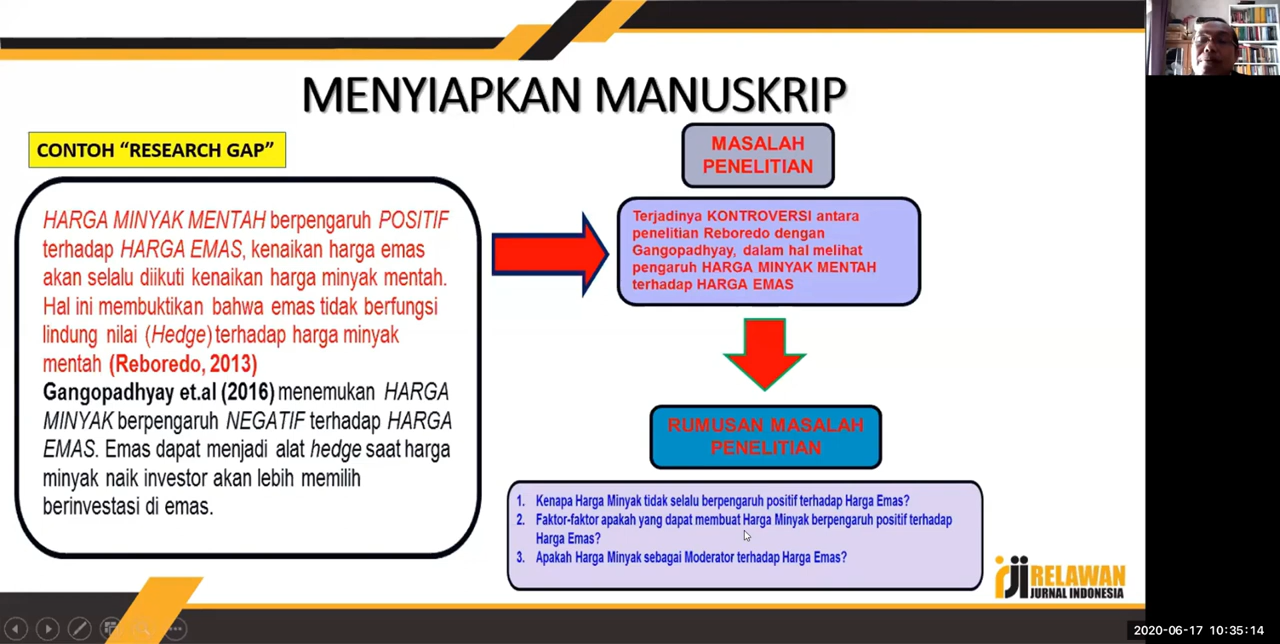 MENYIAPKAN MANUSKRIP
CONTOH “RESEARCH GAP”
HARGA MINYAK MENTAH berpengaruh POSITIF
terhadap HARGA EMAS, kenaikan harga emas
akan selalu diikuti kenaikan harga minyak mentah.
Hal ini membuktikan bahwa emas tidak berfungsi
lindung nilai (Hedge) terhadap harga minyak
mentah (Reboredo, 2013)
Gangopadhyay et.al (2016) menemukan HARGA
MINYAK berpengaruh NEGATIF terhadap HARGA
EMAS. Emas dapat menjadi alat hedge saat harga
minyak naik investor akan lebih memilih
berinvestasi di emas.
MASALAH
PENELITIAN
Terjadinya KONTROVERSI antara
penelitian Reboredo dengan
Gangopadhyay, dalam hal melihat
pengaruh HARGA MINYAK MENTAH
terhadap HARGA EMAS
RUMUSAN MASALAH
PENELITIAN
1. Kenapa Harga Minyak tidak selalu berpengaruh positif terhadap Harga Emas?
2. Faktor-faktor apakah yang dapat membuat Harga Minyak berpengaruh positif terhadap
Harga Emas?
3. Apakah Harga Minyak sebagai Moderator terhadap Harga Emas?
RELAWAN
JURNAL INDONESIA
2020-06-17 10:35:14